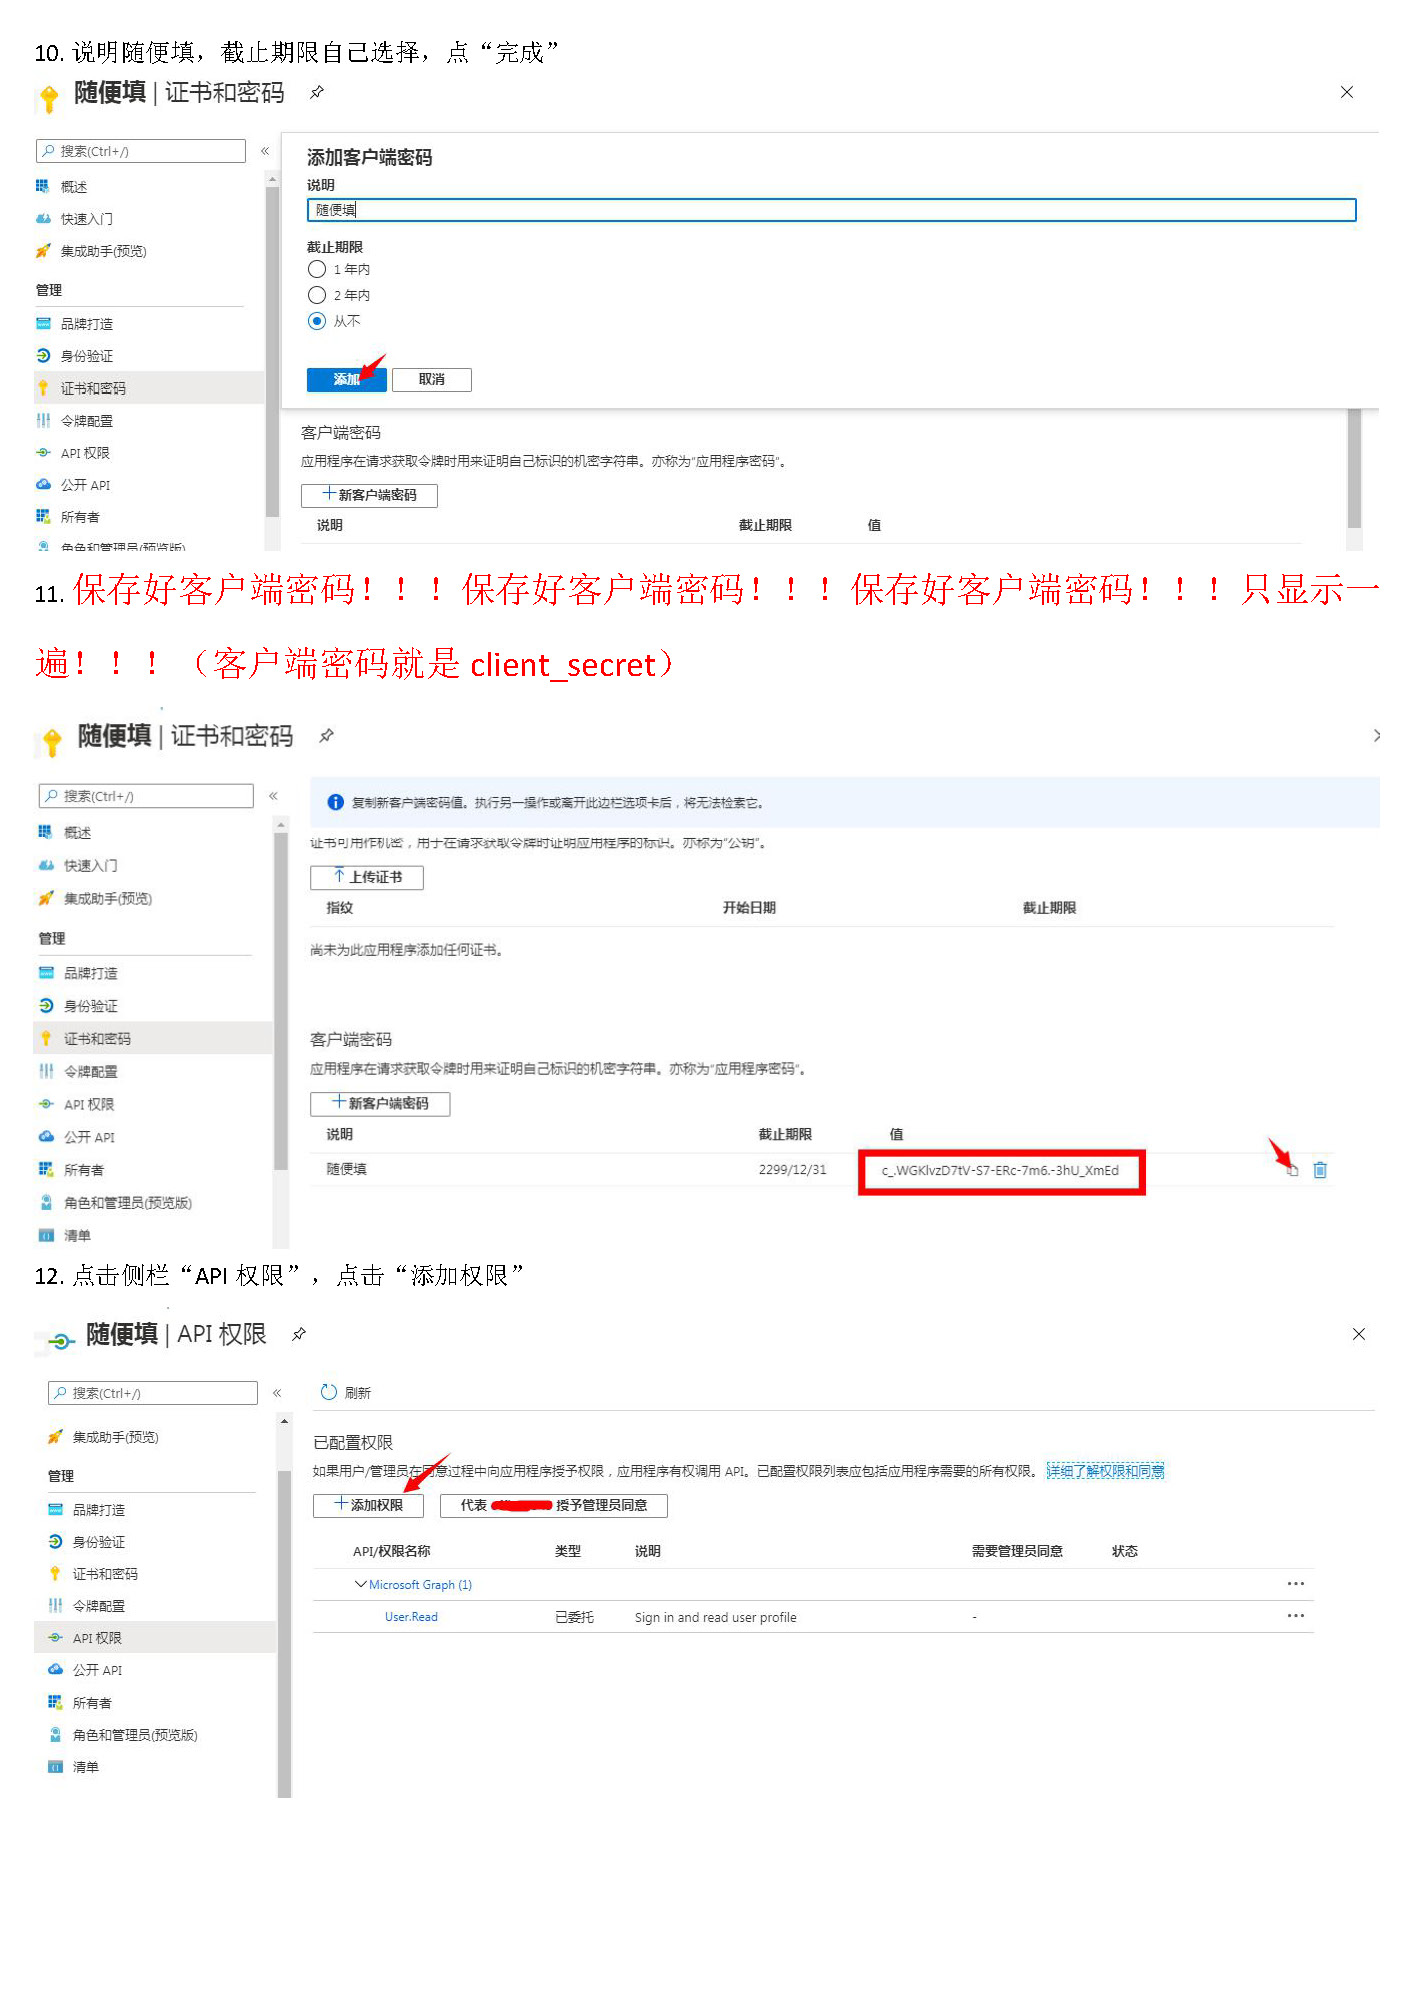 10. 说明随便填，截止期限自己选择，点“完成”
随便填 | 证书和密码
搜索(Ctrl+/)
概述
快速入门
集成助手(预览)
管理
品牌打造
身份验证
证书和密码
令牌配置
API 权限
公开 API
所有者
角色和管理员(预览版)
添加客户端密码
说明
随便填
截止期限
1 年内
2 年内
从不
添加 取消
客户端密码
应用程序在请求获取令牌时用来证明自己标识的机密字符串。亦称为"应用程序密码"。
新客户端密码
说明 截止期限 值
11. 保存好客户端密码！！！保存好客户端密码！！！保存好客户端密码！！！只显示一
遍！！！（客户端密码就是 client_secret）
随便填 | 证书和密码
搜索(Ctrl+/)
概述
快速入门
集成助手(预览)
管理
品牌打造
身份验证
证书和密码
令牌配置
API 权限
公开 API
所有者
角色和管理员(预览版)
清单
复制新客户端密码值。执行另一操作或离开此边栏选项卡后，将无法检索它。
证书可用作机密，用于在请求获取令牌时证明应用程序的标识。亦称为"公钥"。
上传证书
指纹 开始日期 截止期限
尚未为此应用程序添加任何证书。
客户端密码
应用程序在请求获取令牌时用来证明自己标识的机密字符串。亦称为"应用程序密码"。
新客户端密码
说明 截止期限 值
随便填 2299/12/31 c_.WGKlvzD7tV-S7-ERc-7m6.-3hU_XmEd
12. 点击侧栏“API 权限”，点击“添加权限”
随便填 | API 权限
搜索(Ctrl+/)
集成助手(预览)
管理
品牌打造
身份验证
证书和密码
令牌配置
API 权限
公开 API
所有者
角色和管理员(预览版)
清单
刷新
已配置权限
如果用户/管理员在同意过程中向应用程序授予权限，应用程序有权调用 API。已配置权限列表应包括应用程序需要的所有权限。 详细了解权限和同意
添加权限 代表 授予管理员同意
API/权限名称 类型 说明 需要管理员同意 状态
Microsoft Graph (1)
User.Read 已委托 Sign in and read user profile -